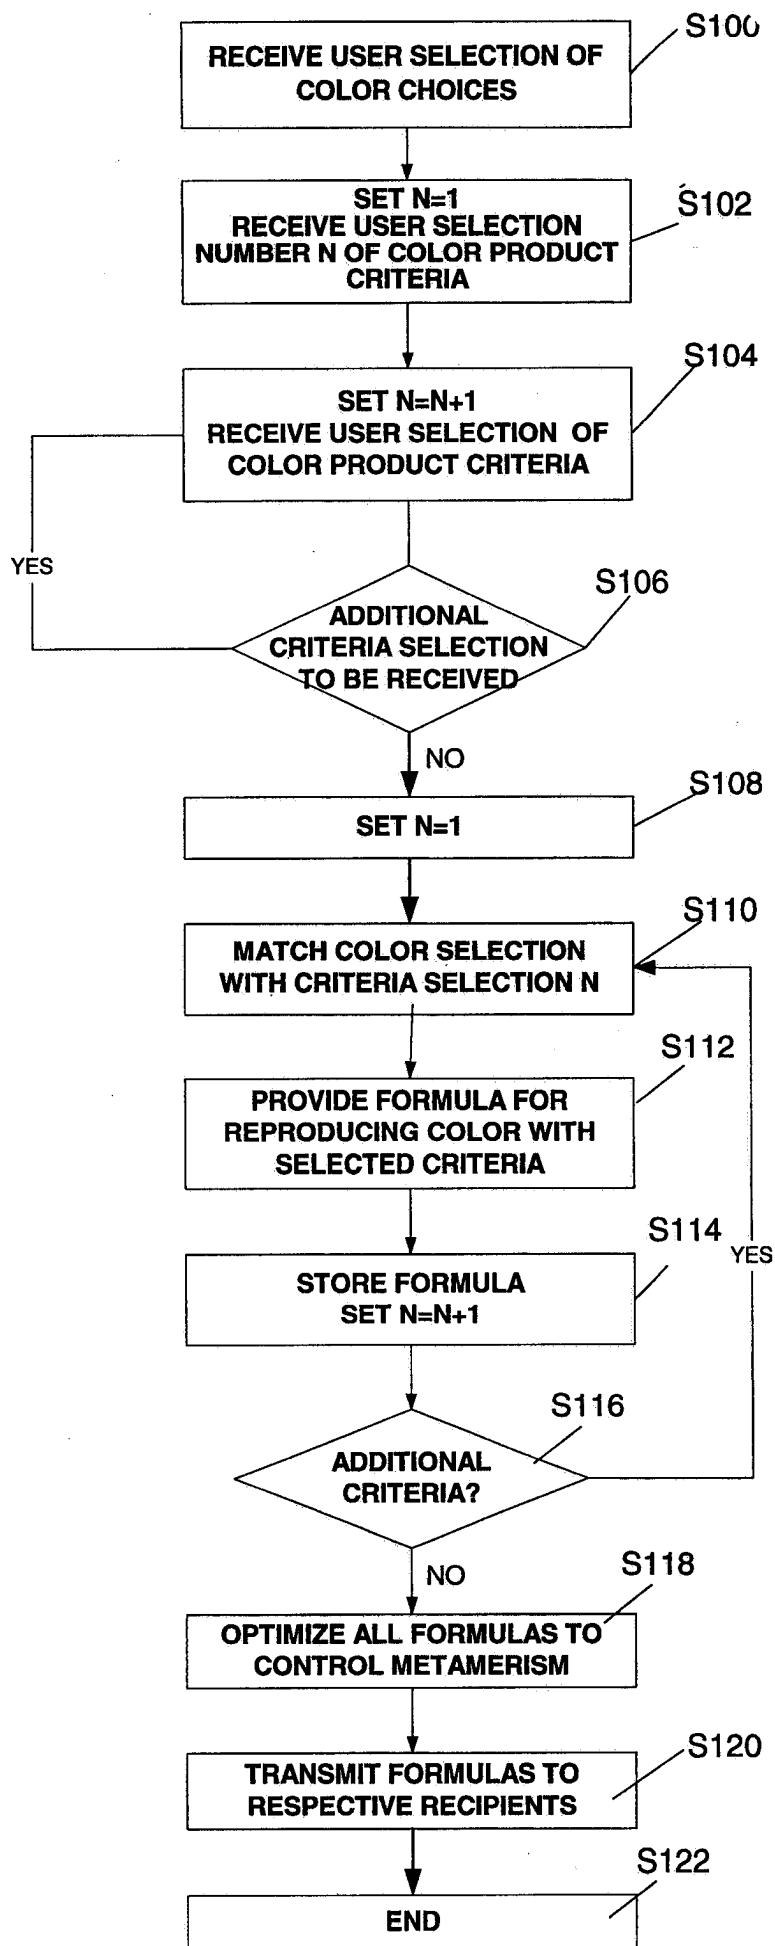 S100
RECEIVE USER SELECTION OF
COLOR CHOICES
S102
SET N=1
RECEIVE USER SELECTION
NUMBER N OF COLOR PRODUCT
CRITERIA
S104
SET N=N+1
RECEIVE USER SELECTION OF
COLOR PRODUCT CRITERIA
YES
S106
ADDITIONAL
CRITERIA SELECTION
TO BE RECEIVED
NO
S108
SET N=1
S110
MATCH COLOR SELECTION
WITH CRITERIA SELECTION N
S112
PROVIDE FORMULA FOR
REPRODUCING COLOR WITH
SELECTED CRITERIA
S114
YES
STORE FORMULA
SET N=N+1
S116
ADDITIONAL
CRITERIA?
NO
S118
OPTIMIZE ALL FORMULAS TO
CONTROL METAMERISM
S120
TRANSMIT FORMULAS TO
RESPECTIVE RECIPIENTS
S122
END